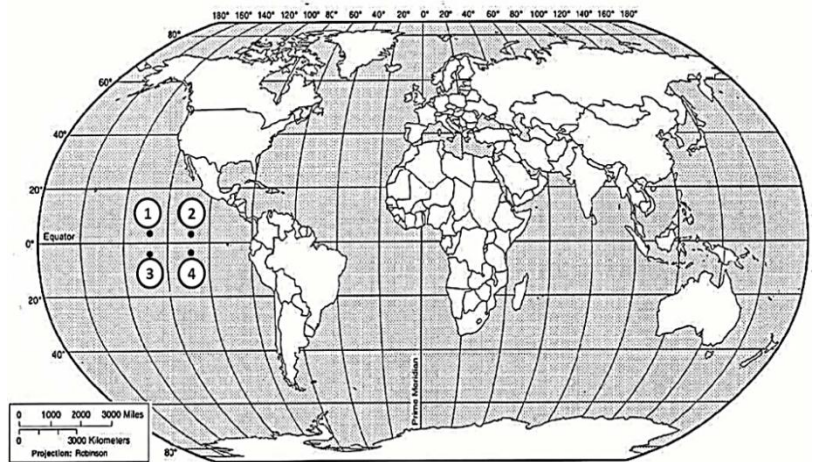 180° 160° 140° 120° 100° 80° 60° 40° 20° 0° 20° 40° 60° 80° 100° 120° 140° 160° 180°
80°
60°
40°
20°
1 2
Equator
0°
3 4
20°
40°
Prime Meridian
0 1000 2000 3000 Miles
0 3000 Kilometers
Projection: Robinson
80°